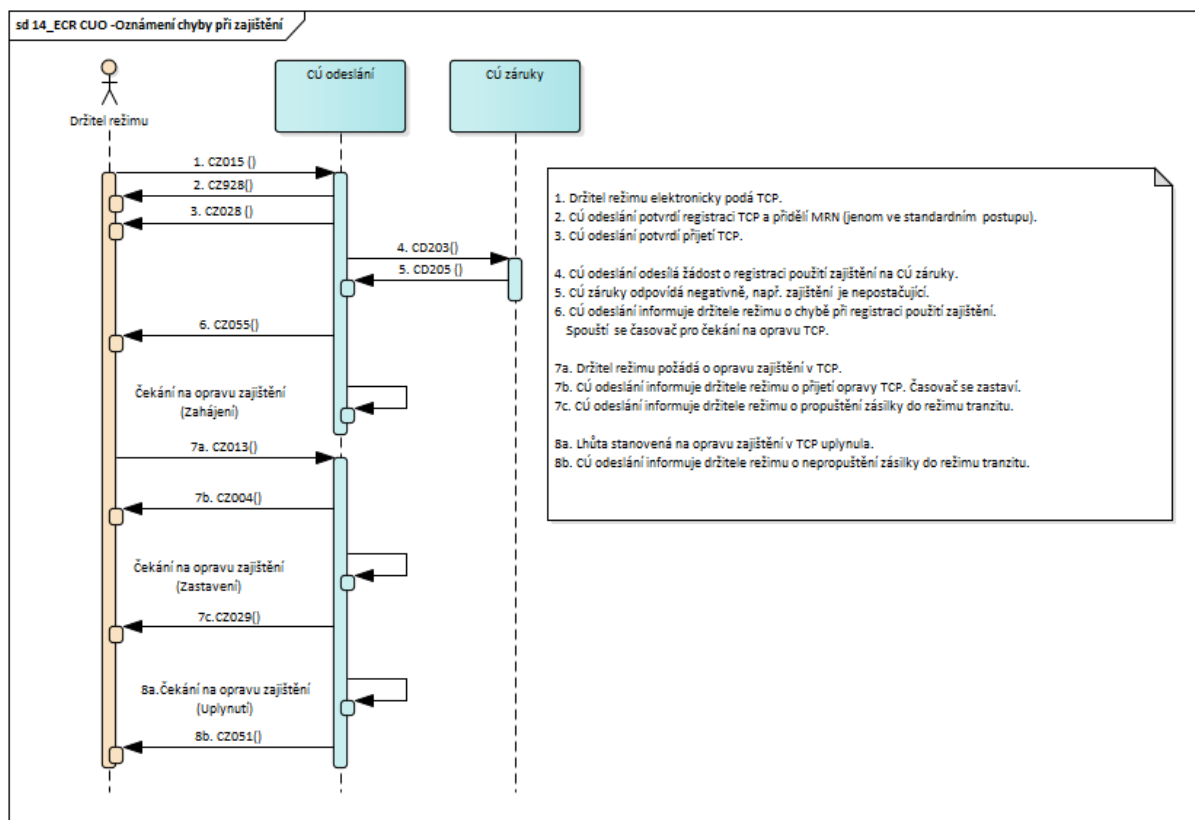 sd 14_ECR CUO -Oznámení chyby při zajištění
CÚ odeslání
CÚ záruky
Držitel režimu
1. CZ015 ()
2. CZ928()
3. CZ028 ()
4. CD203()
5. CD205 ()
6. CZ055()
Čekání na opravu zajištění
(Zahájení)
7a. CZ013()
7b. CZ004()
Čekání na opravu zajištění
(Zastavení)
7c.CZ029()
8a.Čekání na opravu zajištění
(Uplynutí)
8b. CZ051()
1. Držitel režimu elektronicky podá TCP.
2. CÚ odeslání potvrdí registraci TCP a přidělí MRN (jenom ve standardním postupu).
3. CÚ odeslání potvrdí přijetí TCP.
4. CÚ odeslání odesílá žádost o registraci použití zajištění na CÚ záruky.
5. CÚ záruky odpovídá negativně, např. zajištění je nepostačující.
6. CÚ odeslání informuje držitele režimu o chybě při registraci použití zajištění.
Spouští se časovač pro čekání na opravu TCP.
7a. Držitel režimu požádá o opravu zajištění v TCP.
7b. CÚ odeslání informuje držitele režimu o přijetí opravy TCP. Časovač se zastaví.
7c. CÚ odeslání informuje držitele režimu o propuštění zásilky do režimu tranzitu.
8a. Lhůta stanovená na opravu zajištění v TCP uplynula.
8b. CÚ odeslání informuje držitele režimu o nepropuštění zásilky do režimu tranzitu.